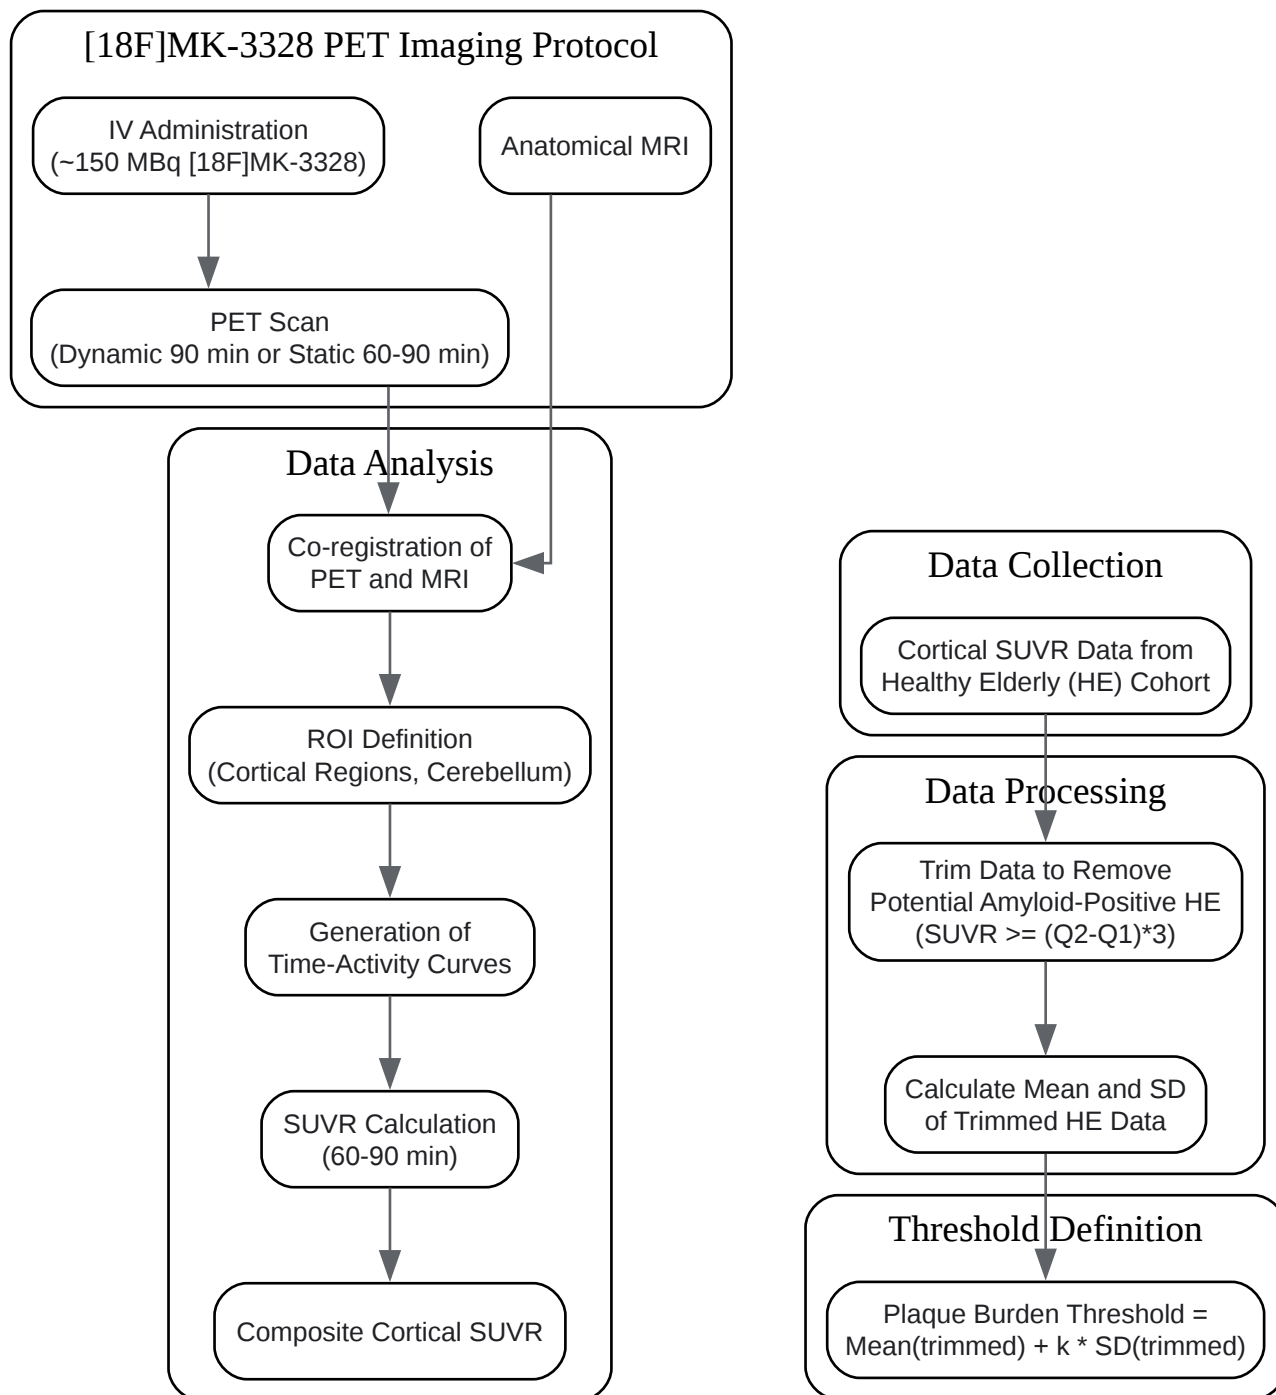 [18F]MK-3328 PET Imaging Protocol
IV Administration
(~150 MBq [18F]MK-3328)
Anatomical MRI
PET Scan
(Dynamic 90 min or Static 60-90 min)
Data Analysis
Co-registration of
PET and MRI
ROI Definition
(Cortical Regions, Cerebellum)
Generation of
Time-Activity Curves
SUVR Calculation
(60-90 min)
Composite Cortical SUVR
Data Collection
Cortical SUVR Data from
Healthy Elderly (HE) Cohort
Data Processing
Trim Data to Remove
Potential Amyloid-Positive HE
(SUVR >= (Q2-Q1)*3)
Calculate Mean and SD
of Trimmed HE Data
Threshold Definition
Plaque Burden Threshold =
Mean(trimmed) + k * SD(trimmed)